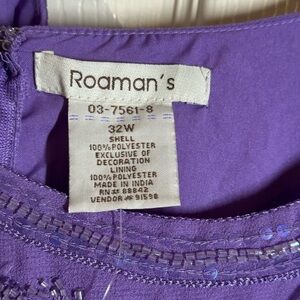 Roaman's
03-7561-8
32W
SHELL
100%POLYESTER
EXCLUSIVE OF
DECORATION
LINING
100%POLYESTER
MADE IN INDIA
RN# 88842
VENDOR # 91598